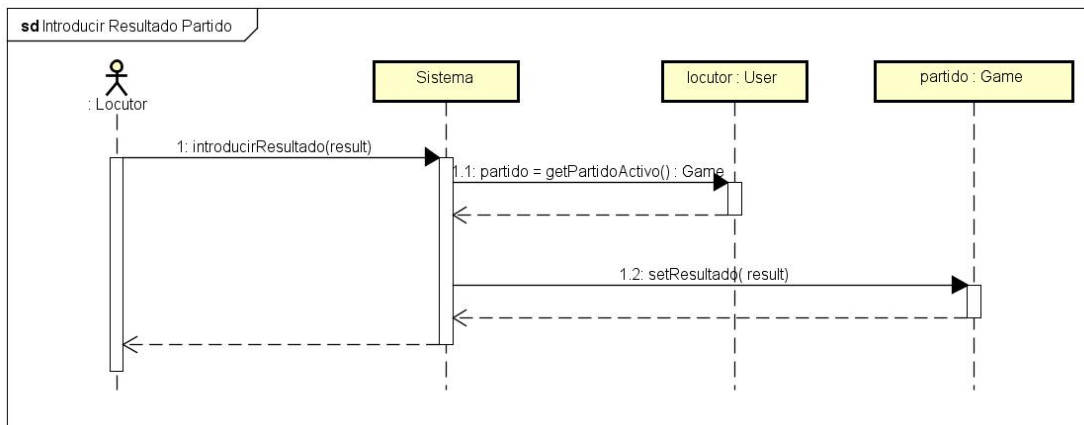 sd Introducir Resultado Partido
: Locutor
Sistema
locutor : User
partido : Game
1: introducirResultado(result)
1.1: partido = getPartidoActivo() : Game
1.2: setResultado( result)